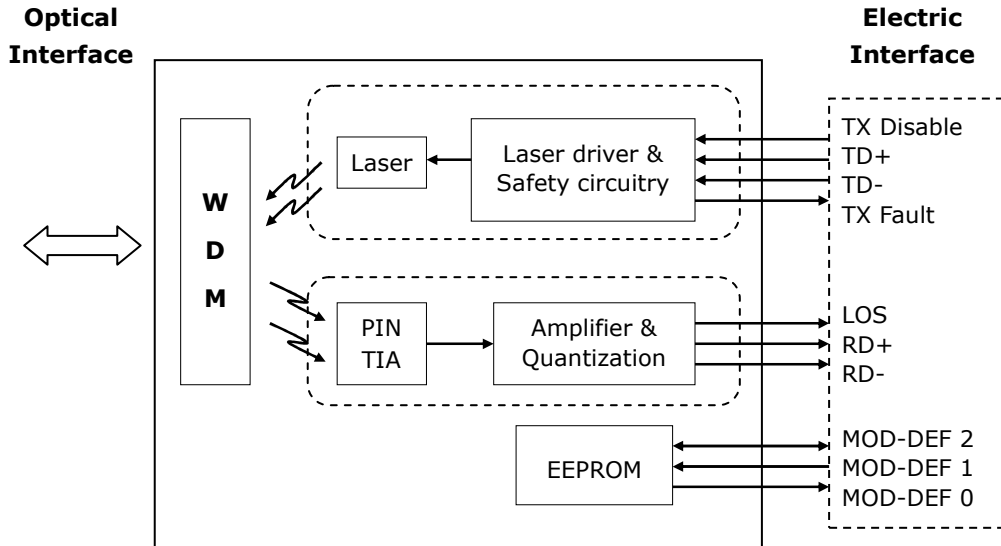 Optical
Interface
Electric
Interface
W
D
M
Laser
Laser driver &
Safety circuitry
TX Disable
TD+
TD-
TX Fault
PIN
TIA
Amplifier &
Quantization
LOS
RD+
RD-
EEPROM
MOD-DEF 2
MOD-DEF 1
MOD-DEF 0